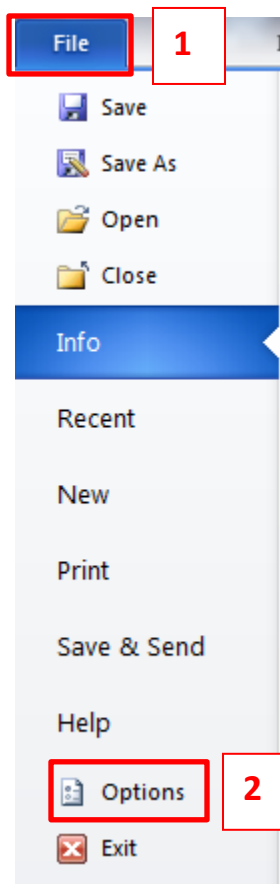 File 1
Save
Save As
Open
Close
Info
Recent
New
Print
Save & Send
Help
Options 2
Exit